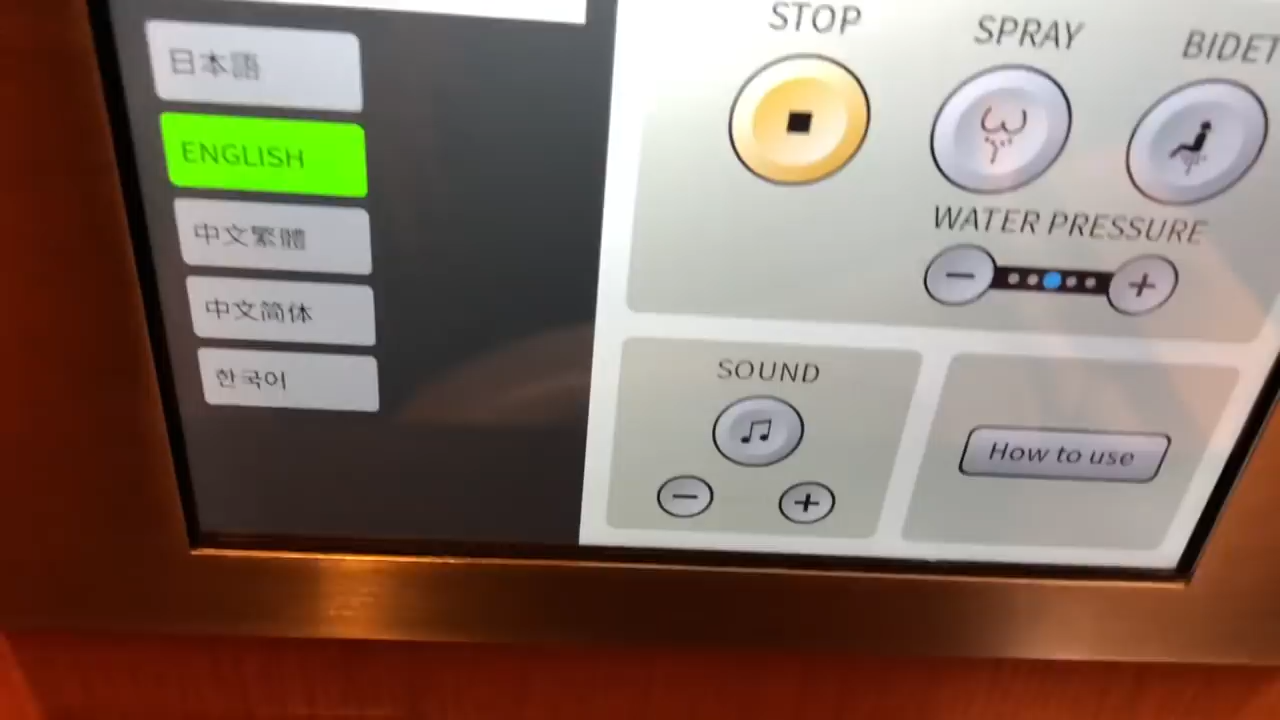 日本語
ENGLISH
中文繁體
中文简体
한국어
STOP
SPRAY
BIDET
WATER PRESSURE
SOUND
How to use